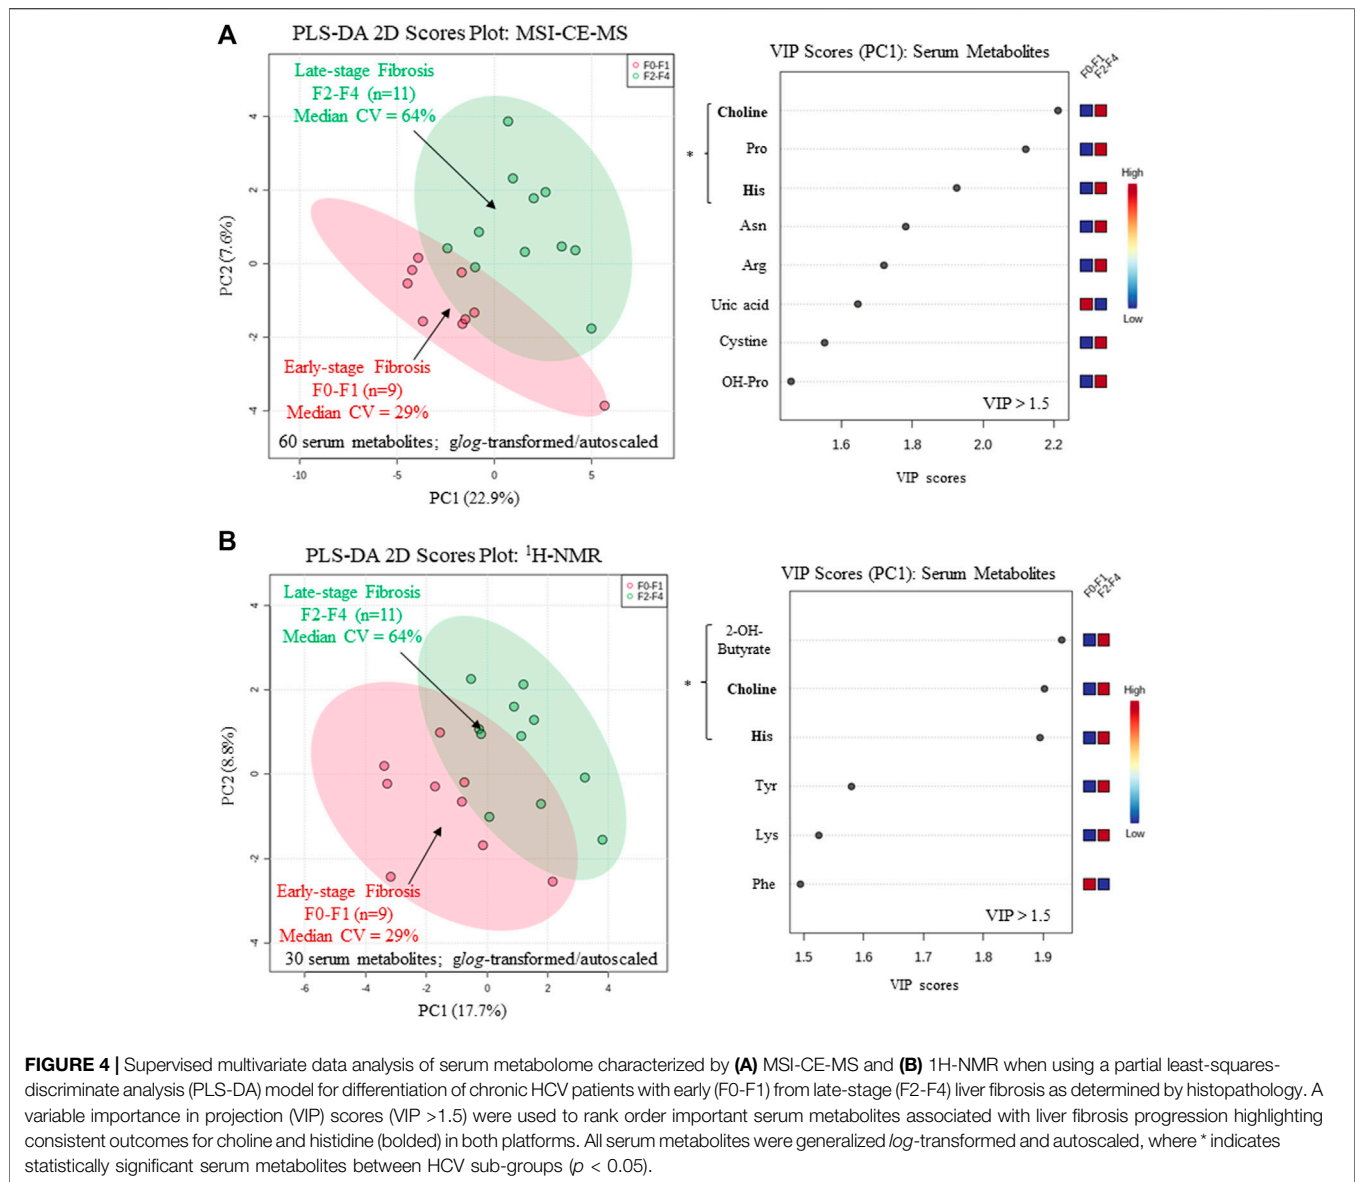 A
PLS-DA 2D Scores Plot: MSI-CE-MS
Late-stage Fibrosis
F2-F4 (n=11)
Median CV = 64%
F0-F1
F2-F4
4
2
0
-2
-4
PC2 (7.6%)
Early-stage Fibrosis
F0-F1 (n=9)
Median CV = 29%
60 serum metabolites; glog-transformed/autoscaled
-10
-5
0
5
PC1 (22.9%)
VIP Scores (PC1): Serum Metabolites
F0-F1
F2-F4
*
Choline
Pro
His
Asn
Arg
Uric acid
Cystine
OH-Pro
VIP > 1.5
1.6
1.8
2.0
2.2
VIP scores
High
Low
B
PLS-DA 2D Scores Plot: ¹H-NMR
Late-stage Fibrosis
F2-F4 (n=11)
Median CV = 64%
F0-F1
F2-F4
4
2
0
-2
-4
PC2 (8.8%)
Early-stage Fibrosis
F0-F1 (n=9)
Median CV = 29%
30 serum metabolites; glog-transformed/autoscaled
-6
-4
-2
0
2
4
PC1 (17.7%)
VIP Scores (PC1): Serum Metabolites
F0-F1
F2-F4
*
2-OH-
Butyrate
Choline
His
Tyr
Lys
Phe
VIP > 1.5
1.5
1.6
1.7
1.8
1.9
VIP scores
High
Low
FIGURE 4 | Supervised multivariate data analysis of serum metabolome characterized by (A) MSI-CE-MS and (B) 1H-NMR when using a partial least-squares-
discriminate analysis (PLS-DA) model for differentiation of chronic HCV patients with early (F0-F1) from late-stage (F2-F4) liver fibrosis as determined by histopathology. A
variable importance in projection (VIP) scores (VIP >1.5) were used to rank order important serum metabolites associated with liver fibrosis progression highlighting
consistent outcomes for choline and histidine (bolded) in both platforms. All serum metabolites were generalized log-transformed and autoscaled, where * indicates
statistically significant serum metabolites between HCV sub-groups (p < 0.05).